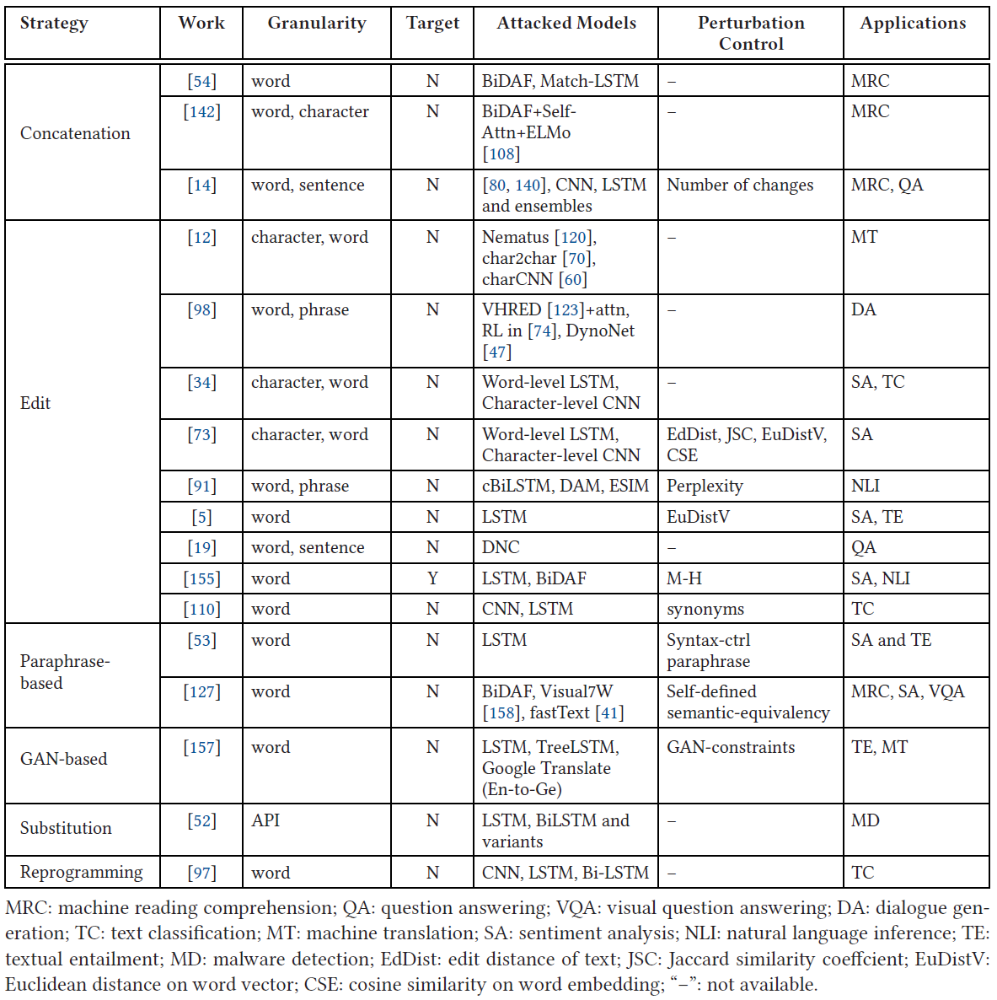 Strategy Work Granularity Target Attacked Models Perturbation Control Applications
Concatenation
[54] word N BiDAF, Match-LSTM – MRC
[142] word, character N BiDAF+Self- – MRC
Attn+ELMo
[108]
[14] word, sentence N [80, 140], CNN, LSTM Number of changes MRC, QA
and ensembles
Edit
[12] character, word N Nematus [120], – MT
char2char [70],
charCNN [60]
[98] word, phrase N VHRED [123]+attn, – DA
RL in [74], DynoNet
[47]
[34] character, word N Word-level LSTM, – SA, TC
Character-level CNN
[73] character, word N Word-level LSTM, EdDist, JSC, EuDistV, SA
Character-level CNN CSE
[91] word, phrase N cBiLSTM, DAM, ESIM Perplexity NLI
[5] word N LSTM EuDistV SA, TE
[19] word, sentence N DNC – QA
[155] word Y LSTM, BiDAF M-H SA, NLI
[110] word N CNN, LSTM synonyms TC
Paraphrase-
based
[53] word N LSTM Syntax-ctrl SA and TE
paraphrase
[127] word N BiDAF, Visual7W Self-defined MRC, SA, VQA
[158], fastText [41] semantic-equivalency
GAN-based
[157] word N LSTM, TreeLSTM, GAN-constraints TE, MT
Google Translate
(En-to-Ge)
Substitution
[52] API N LSTM, BiLSTM and – MD
variants
Reprogramming [97] word N CNN, LSTM, Bi-LSTM – TC
MRC: machine reading comprehension; QA: question answering; VQA: visual question answering; DA: dialogue gen-
eration; TC: text classification; MT: machine translation; SA: sentiment analysis; NLI: natural language inference; TE:
textual entailment; MD: malware detection; EdDist: edit distance of text; JSC: Jaccard similarity coeffcient; EuDistV:
Euclidean distance on word vector; CSE: cosine similarity on word embedding; “–”: not available.